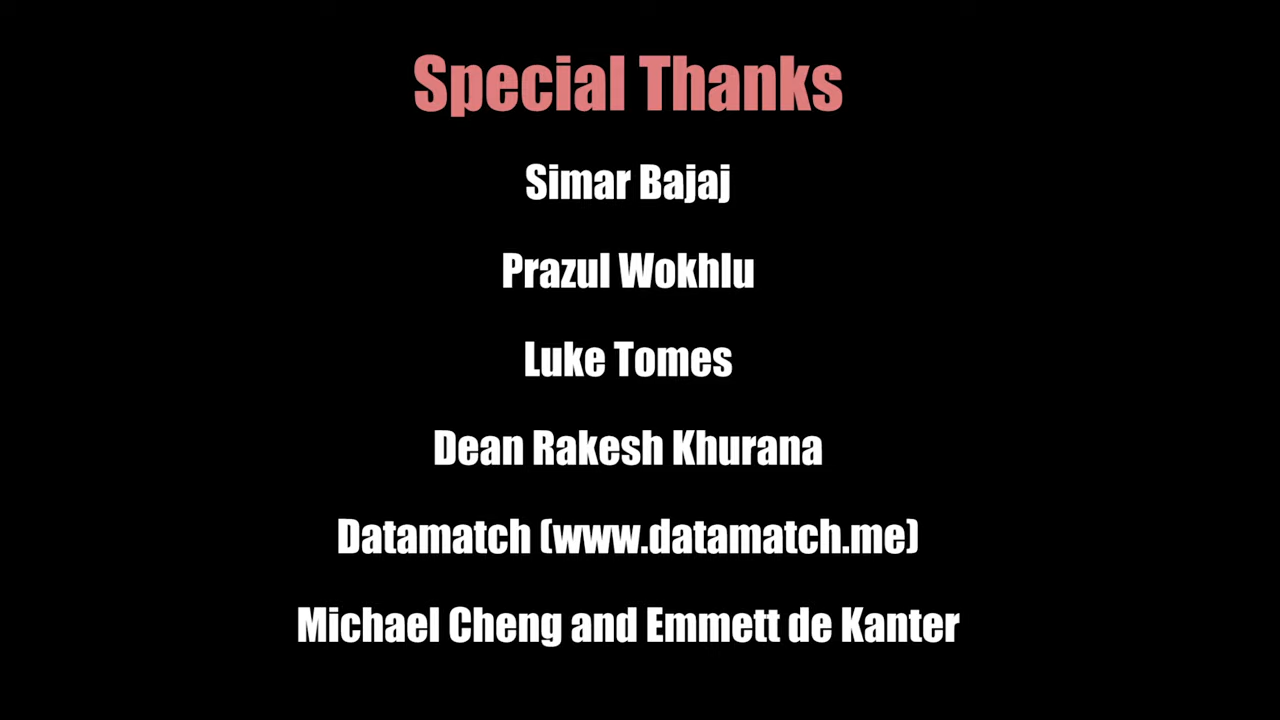 Special Thanks
Simar Bajaj
Prazul Wokhlu
Luke Tomes
Dean Rakesh Khurana
Datamatch (www.datamatch.me)
Michael Cheng and Emmett de Kanter